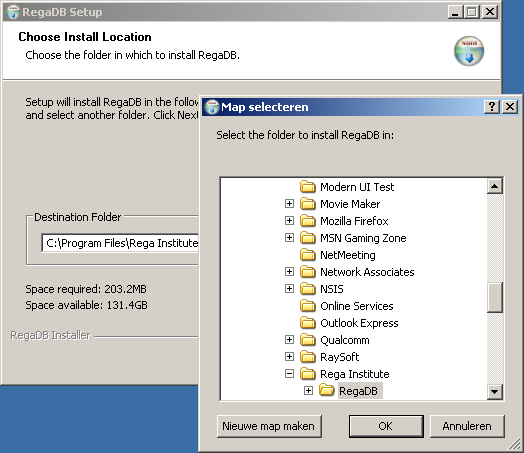 RegaDB Setup
Choose Install Location
Choose the folder in which to install RegaDB.
Setup will install RegaDB in the follow
and select another folder. Click Next
Destination Folder
C:\Program Files\Rega Institute
Space required: 203.2MB
Space available: 131.4GB
RegaDB Installer
Map selecteren
Select the folder to install RegaDB in:
Modern UI Test
Movie Maker
Mozilla Firefox
MSN Gaming Zone
NetMeeting
Network Associates
NSIS
Online Services
Outlook Express
Qualcomm
RaySoft
Rega Institute
RegaDB
Nieuwe map maken
OK
Annuleren